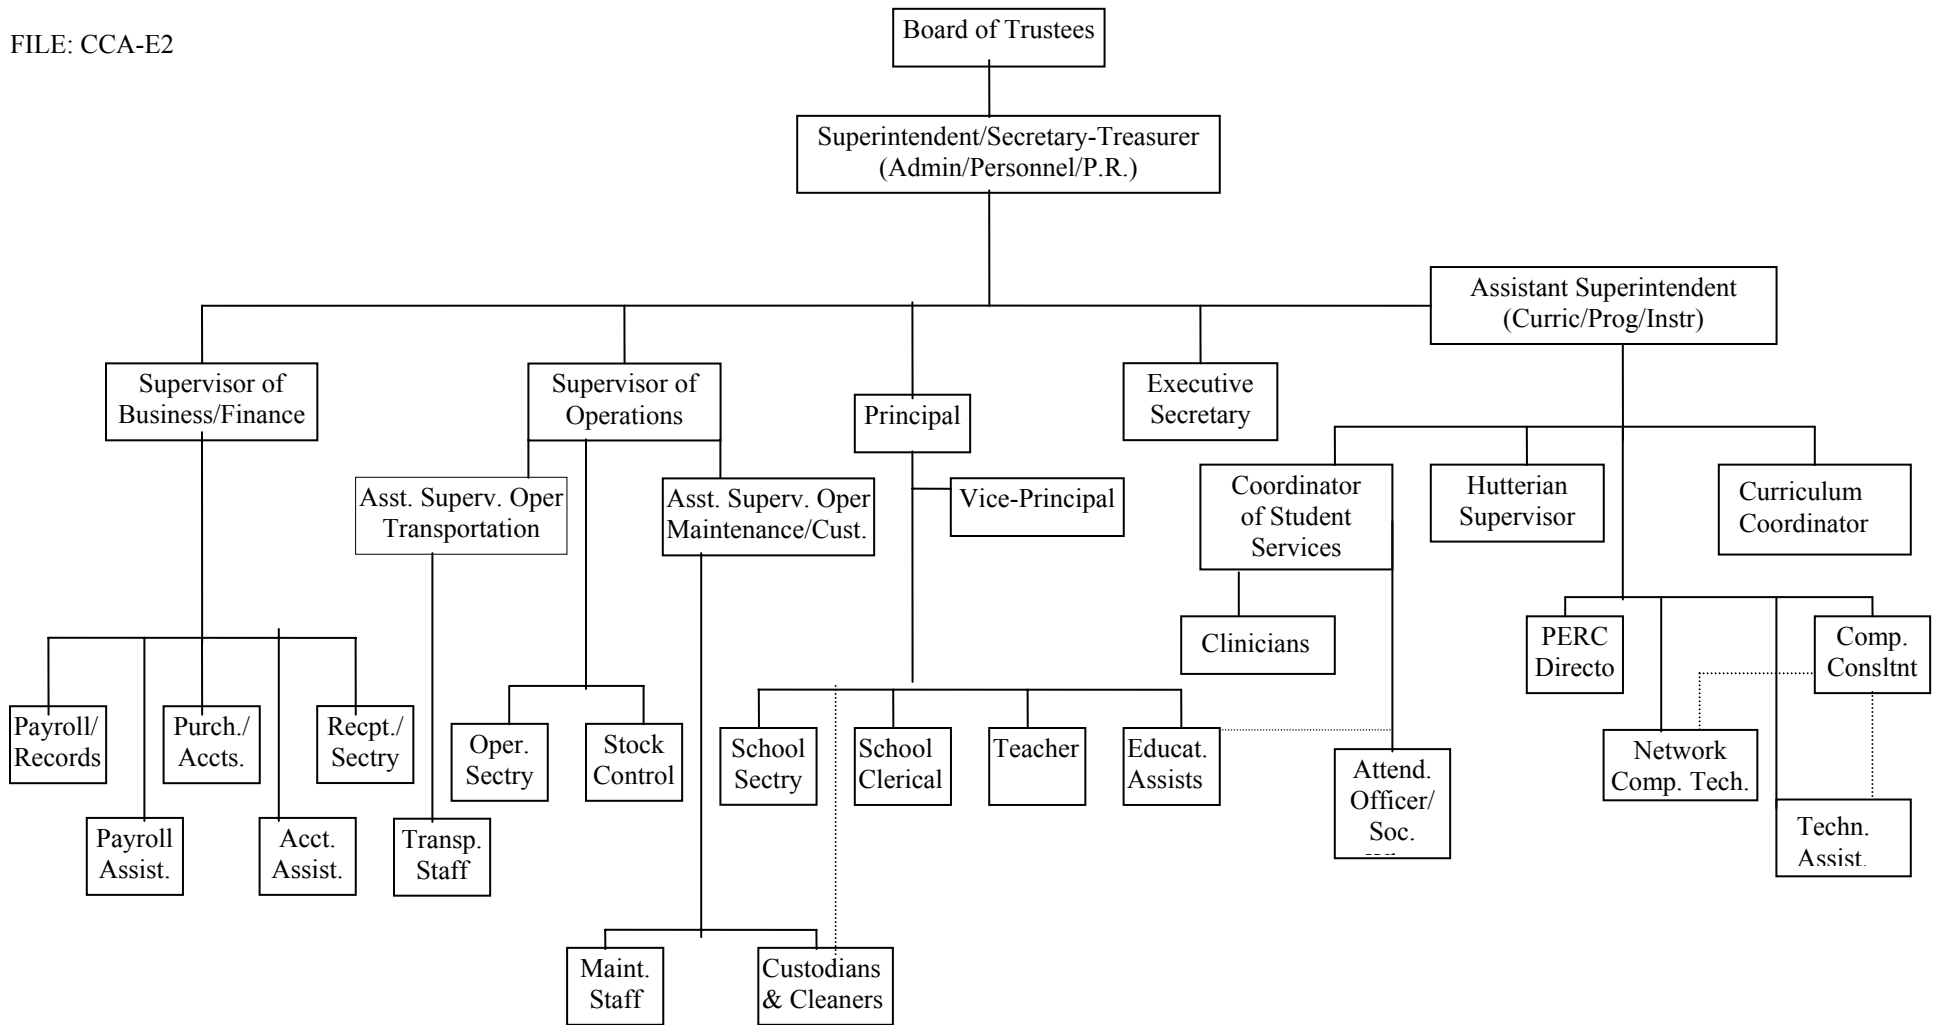 FILE: CCA-E2
Board of Trustees
Superintendent/Secretary-Treasurer
(Admin/Personnel/P.R.)
Assistant Superintendent
(Curric/Prog/Instr)
Supervisor of
Business/Finance
Supervisor of
Operations
Principal
Executive
Secretary
Asst. Superv. Oper
Transportation
Asst. Superv. Oper
Maintenance/Cust.
Vice-Principal
Coordinator
of Student
Services
Hutterian
Supervisor
Curriculum
Coordinator
Clinicians
PERC
Directo
Comp.
Consltnt
Payroll/
Records
Purch./
Accts.
Recpt./
Sectry
Oper.
Sectry
Stock
Control
School
Sectry
School
Clerical
Teacher
Educat.
Assists
Attend.
Officer/
Soc.
Network
Comp. Tech.
Payroll
Assist.
Acct.
Assist.
Transp.
Staff
Techn.
Assist.
Maint.
Staff
Custodians
& Cleaners